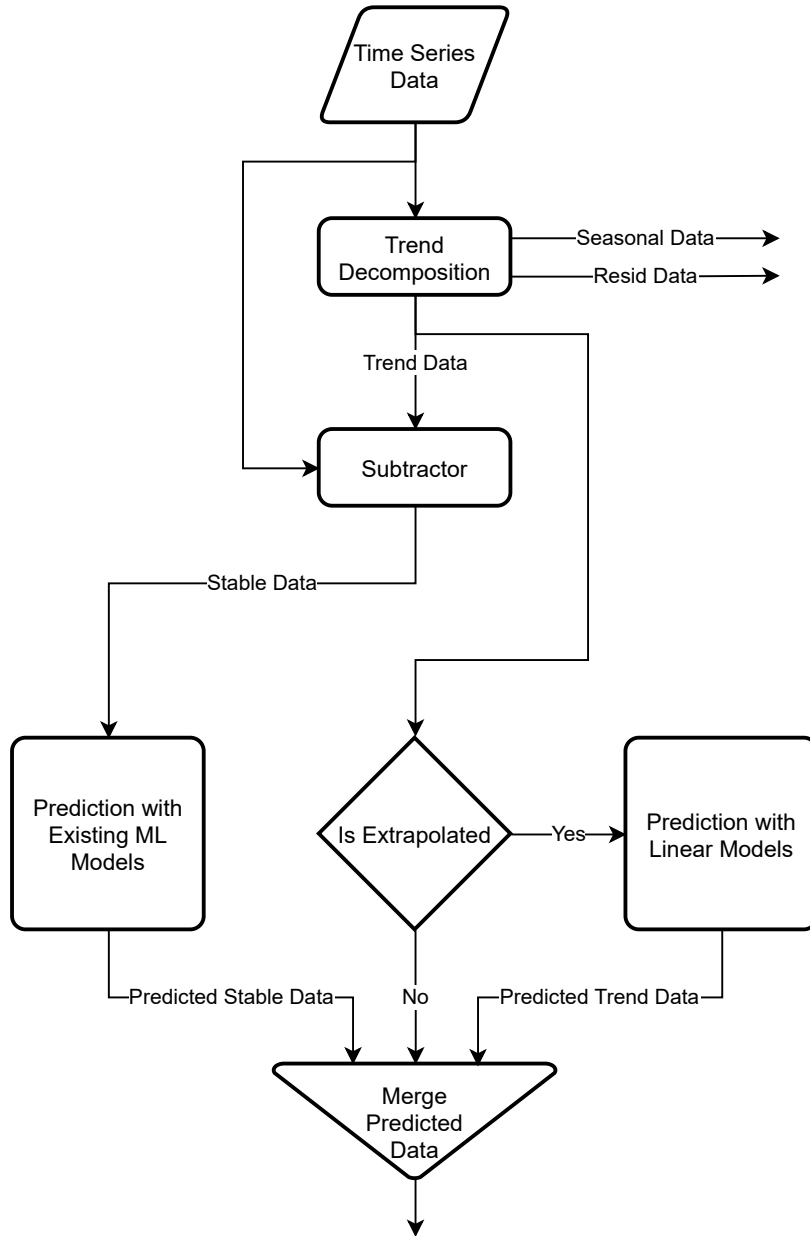 Time Series
Data
Trend
Decomposition
Seasonal Data
Resid Data
Trend Data
Subtractor
Stable Data
Prediction with
Existing ML
Models
Is Extrapolated
Yes
Prediction with
Linear Models
Predicted Stable Data
No
Predicted Trend Data
Merge
Predicted
Data